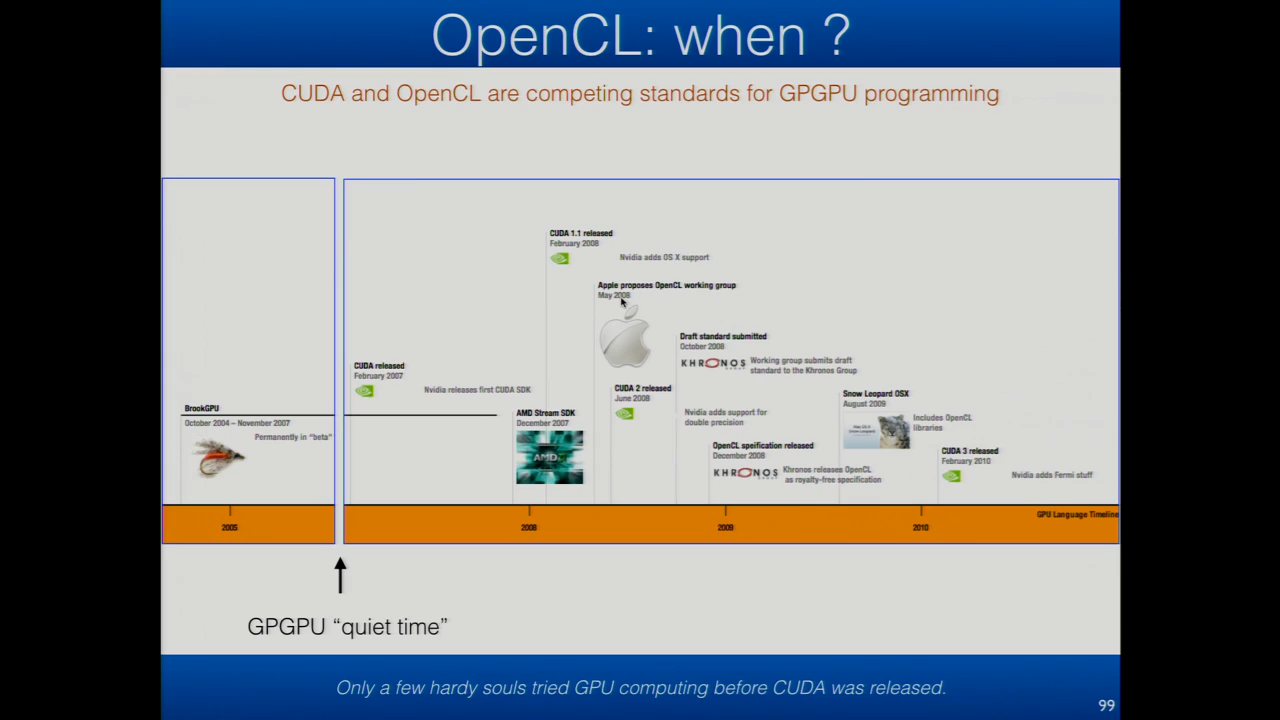 OpenCL: when ?
CUDA and OpenCL are competing standards for GPGPU programming
CUDA 1.1 released
February 2008
Nvidia adds OS X support
Apple proposes OpenCL working group
May 2008
Draft standard submitted
October 2008
KHRONOS
Working group submits draft
standard to the Khronos Group
CUDA released
February 2007
Nvidia releases first CUDA SDK
CUDA 2 released
June 2008
Nvidia adds support for
double precision
Snow Leopard OSX
August 2009
Includes OpenCL
libraries
BrookGPU
October 2004 – November 2007
Permanently in "beta"
AMD Stream SDK
December 2007
AMD
OpenCL speification released
December 2008
KHRONOS
Khronos releases OpenCL
as royalty-free specification
CUDA 3 released
February 2010
Nvidia adds Fermi stuff
GPU Language Timeline
2005
2008
2009
2010
GPGPU “quiet time”
Only a few hardy souls tried GPU computing before CUDA was released.
99